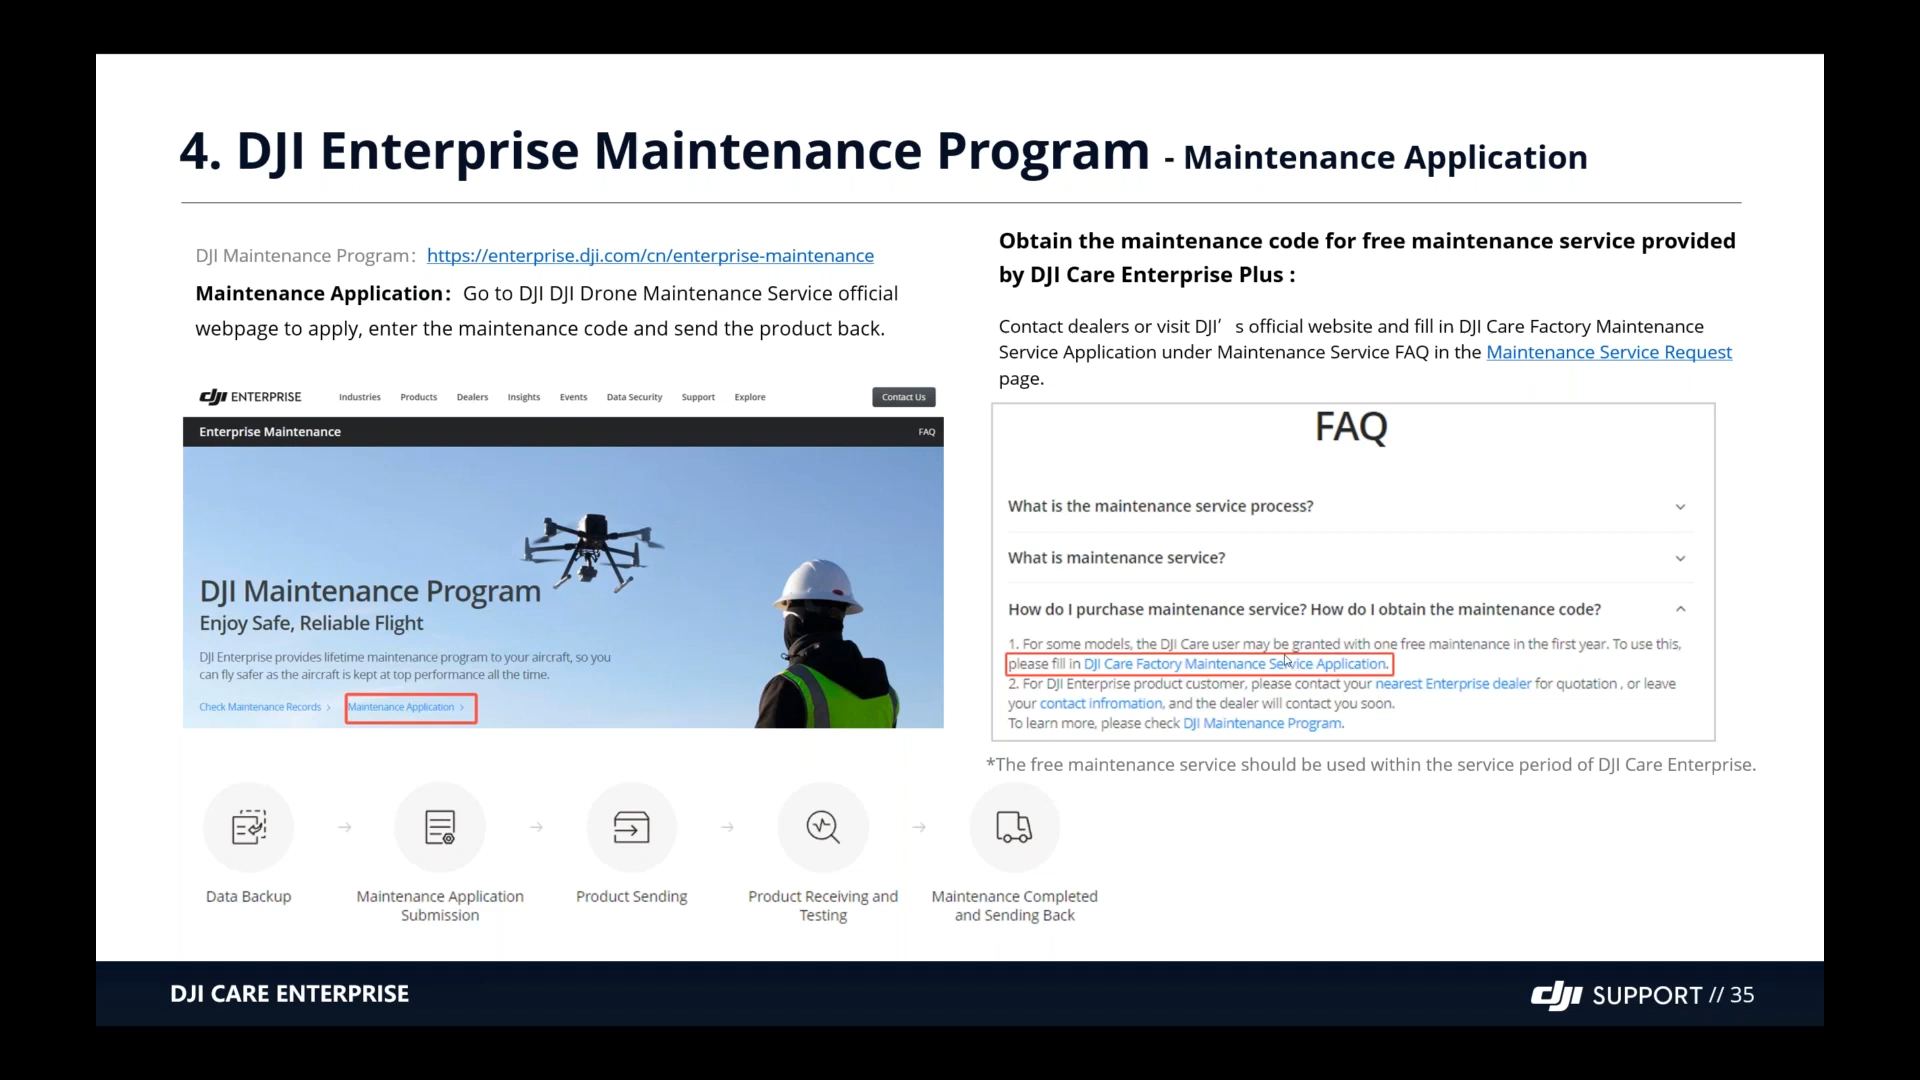 4. DJI Enterprise Maintenance Program - Maintenance Application
DJI Maintenance Program： https://enterprise.dji.com/cn/enterprise-maintenance
Maintenance Application： Go to DJI DJI Drone Maintenance Service official
webpage to apply, enter the maintenance code and send the product back.
dji ENTERPRISE Industries Products Dealers Insights Events Data Security Support Explore Contact Us
Enterprise Maintenance FAQ
DJI Maintenance Program
Enjoy Safe, Reliable Flight
DJI Enterprise provides lifetime maintenance program to your aircraft, so you
can fly safer as the aircraft is kept at top performance all the time.
Check Maintenance Records > Maintenance Application >
Obtain the maintenance code for free maintenance service provided
by DJI Care Enterprise Plus :
Contact dealers or visit DJI’s official website and fill in DJI Care Factory Maintenance
Service Application under Maintenance Service FAQ in the Maintenance Service Request
page.
FAQ
What is the maintenance service process?
What is maintenance service?
How do I purchase maintenance service? How do I obtain the maintenance code?
1. For some models, the DJI Care user may be granted with one free maintenance in the first year. To use this,
please fill in DJI Care Factory Maintenance Service Application.
2. For DJI Enterprise product customer, please contact your nearest Enterprise dealer for quotation , or leave
your contact infromation, and the dealer will contact you soon.
To learn more, please check DJI Maintenance Program.
*The free maintenance service should be used within the service period of DJI Care Enterprise.
Data Backup
Maintenance Application
Submission
Product Sending
Product Receiving and
Testing
Maintenance Completed
and Sending Back
DJI CARE ENTERPRISE
dji SUPPORT // 35